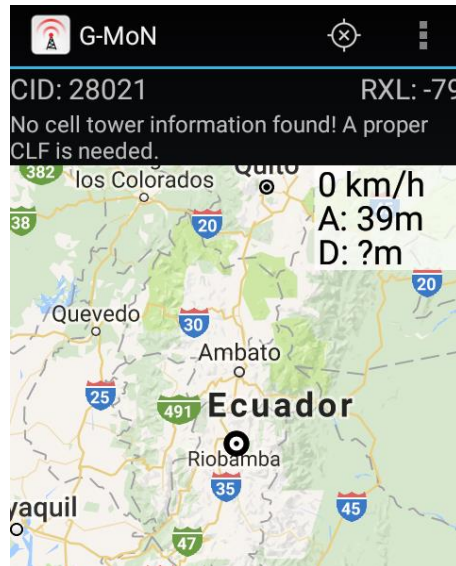 G-MoN
CID: 28021 RXL: -79
No cell tower information found! A proper
CLF is needed.
382
los Colorados
Quito
0 km/h
A: 39m
D: ?m
38
20
20
Quevedo
30
Ambato
25
491
Ecuador
Riobamba
35
45
yaquil
47